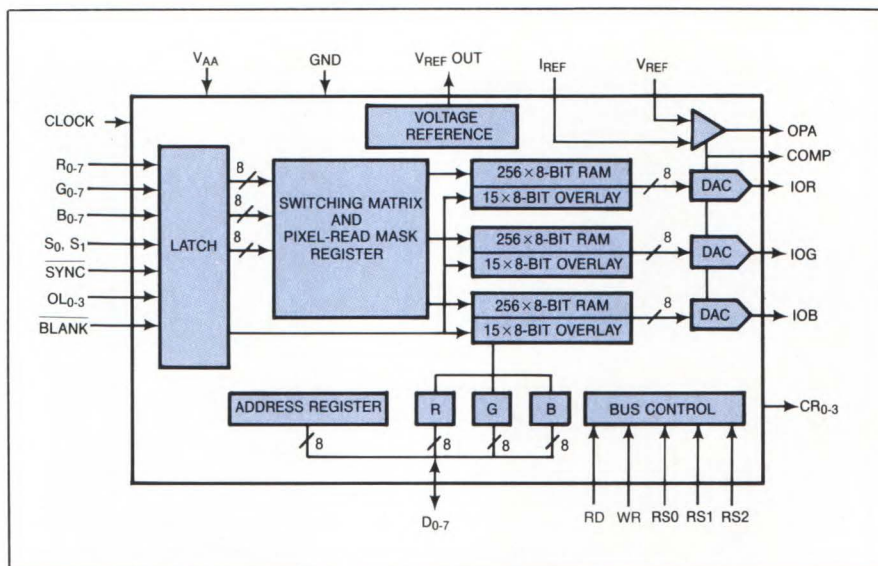 V_AA GND V_REF OUT I_REF V_REF
CLOCK
VOLTAGE
REFERENCE
OPA
COMP
R_0-7
G_0-7
B_0-7
S_0, S_1
S̅Y̅N̅C̅
OL_0-3
B̅L̅A̅N̅K̅
LATCH
8
8
8
SWITCHING MATRIX
AND
PIXEL-READ MASK
REGISTER
256 × 8-BIT RAM
15 × 8-BIT OVERLAY
8
DAC
IOR
256 × 8-BIT RAM
15 × 8-BIT OVERLAY
8
DAC
IOG
256 × 8-BIT RAM
15 × 8-BIT OVERLAY
8
DAC
IOB
ADDRESS REGISTER
R G B
BUS CONTROL
CR_0-3
8 8 8 8
D_0-7
RD WR RS0 RS1 RS2